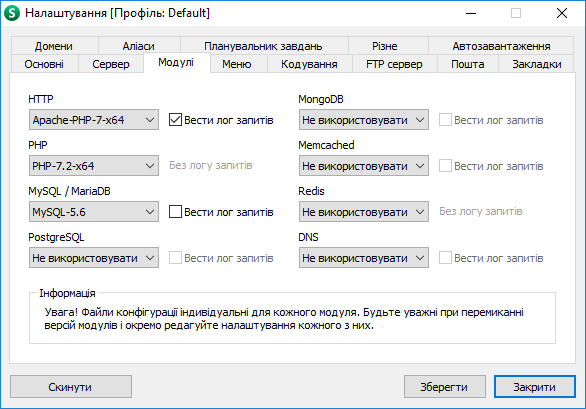 Налаштування [Профіль: Default]
Домени Аліаси Планувальник завдань Різне Автозавантаження
Основні Сервер Модулі Меню Кодування FTP сервер Пошта Закладки
HTTP MongoDB
Apache-PHP-7-x64 Вести лог запитів Не використовувати Вести лог запитів
PHP Memcached
PHP-7.2-x64 Без логу запитів Не використовувати Вести лог запитів
MySQL / MariaDB Redis
MySQL-5.6 Вести лог запитів Не використовувати Без логу запитів
PostgreSQL DNS
Не використовувати Вести лог запитів Не використовувати Вести лог запитів
Інформація
Увага! Файли конфігурації індивідуальні для кожного модуля. Будьте уважні при перемиканні
версій модулів і окремо редагуйте налаштування кожного з них.
Скинути Зберегти Закрити